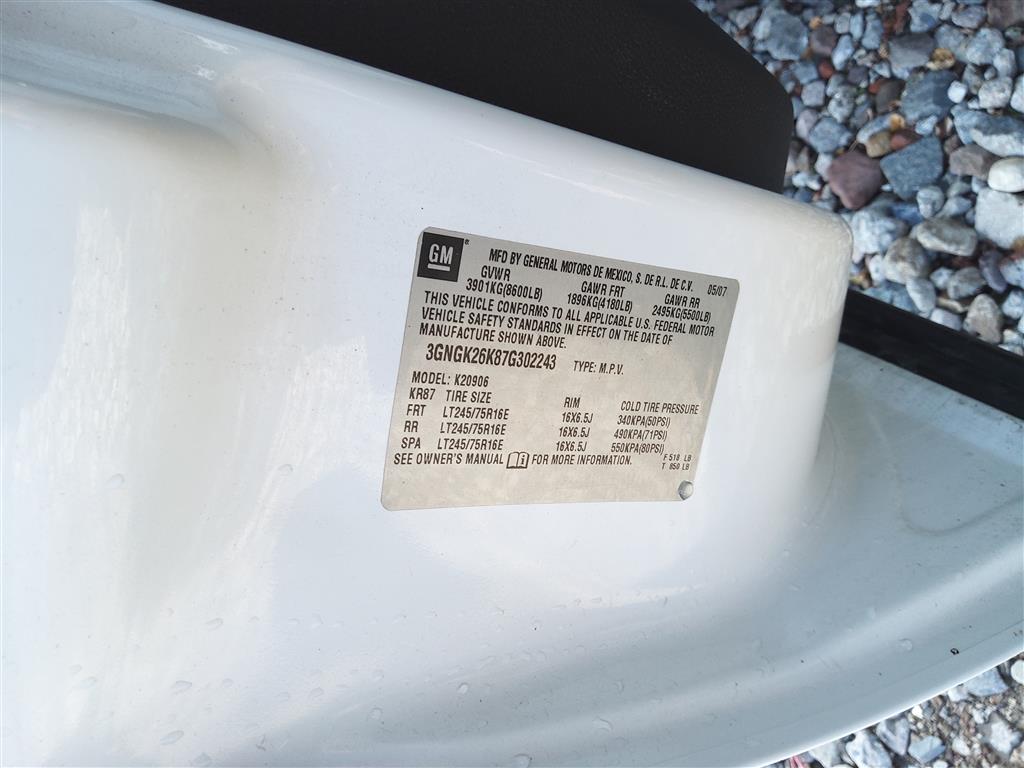 GM ®
MFD BY GENERAL MOTORS DE MEXICO, S. DE R.L. DE C.V. 05/07
GVWR GAWR FRT GAWR RR
3901KG(8600LB) 1896KG(4180LB) 2495KG(5500LB)
THIS VEHICLE CONFORMS TO ALL APPLICABLE U.S. FEDERAL MOTOR
VEHICLE SAFETY STANDARDS IN EFFECT ON THE DATE OF
MANUFACTURE SHOWN ABOVE.
3GNGK26K87G302243 TYPE: M.P.V.
MODEL: K20906
KR87 TIRE SIZE RIM COLD TIRE PRESSURE
FRT LT245/75R16E 16X6.5J 340KPA(50PSI)
RR LT245/75R16E 16X6.5J 490KPA(71PSI)
SPA LT245/75R16E 16X6.5J 550KPA(80PSI)
SEE OWNER'S MANUAL FOR MORE INFORMATION.
F 518 LB
T 850 LB